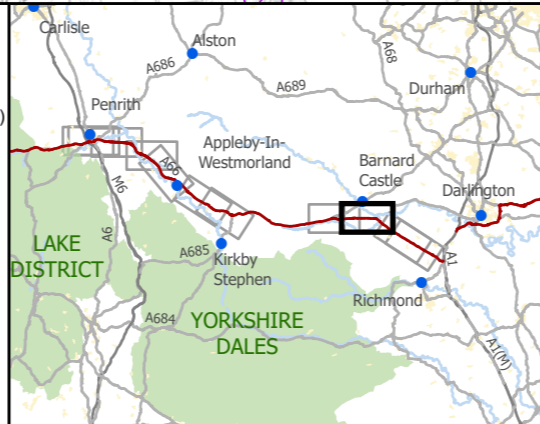 Carlisle
Alston
A68
A686
A689
Durham
)
Penrith
Appleby-In-
Westmorland
Barnard
Castle
A66
Darlington
M6
LAKE
DISTRICT
A6
A685
Kirkby
Stephen
A1
Richmond
A684
YORKSHIRE
DALES
A1(M)